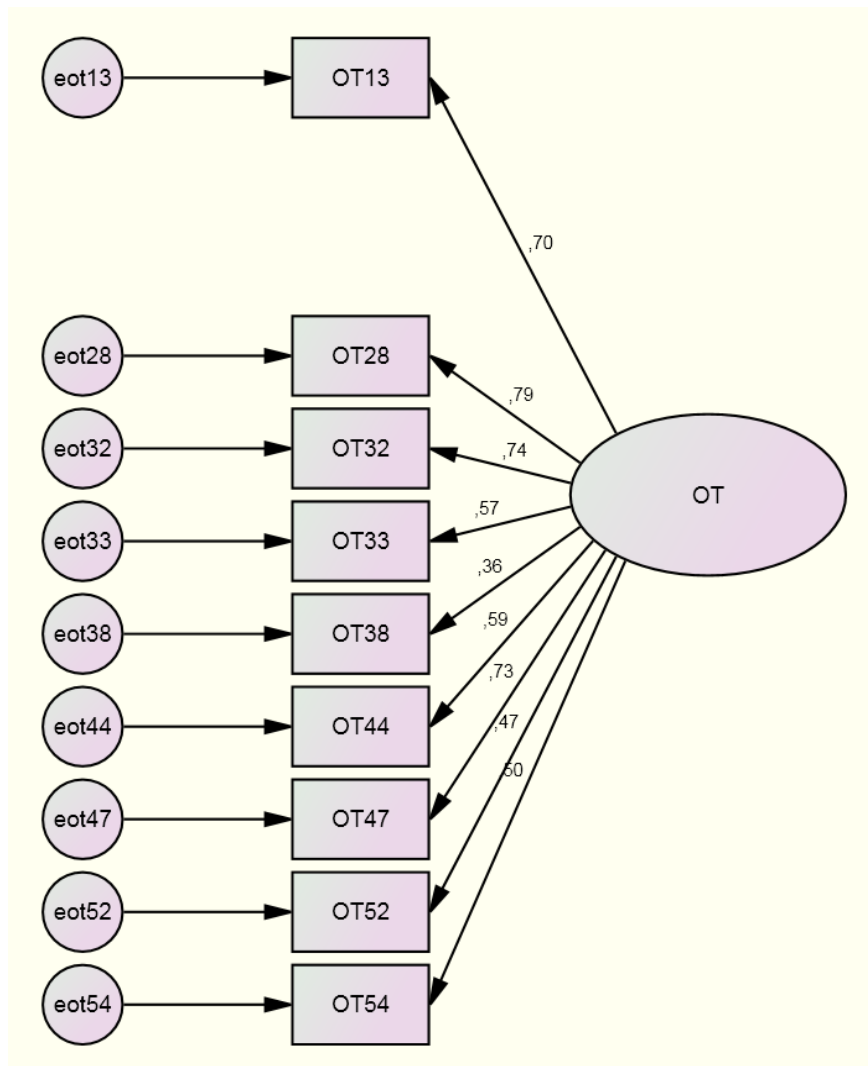 eot13 OT13
,70
eot28 OT28
,79
eot32 OT32
,74
OT
eot33 OT33
,57
,36
eot38 OT38
,59
,73
eot44 OT44
,47
,50
eot47 OT47
eot52 OT52
eot54 OT54